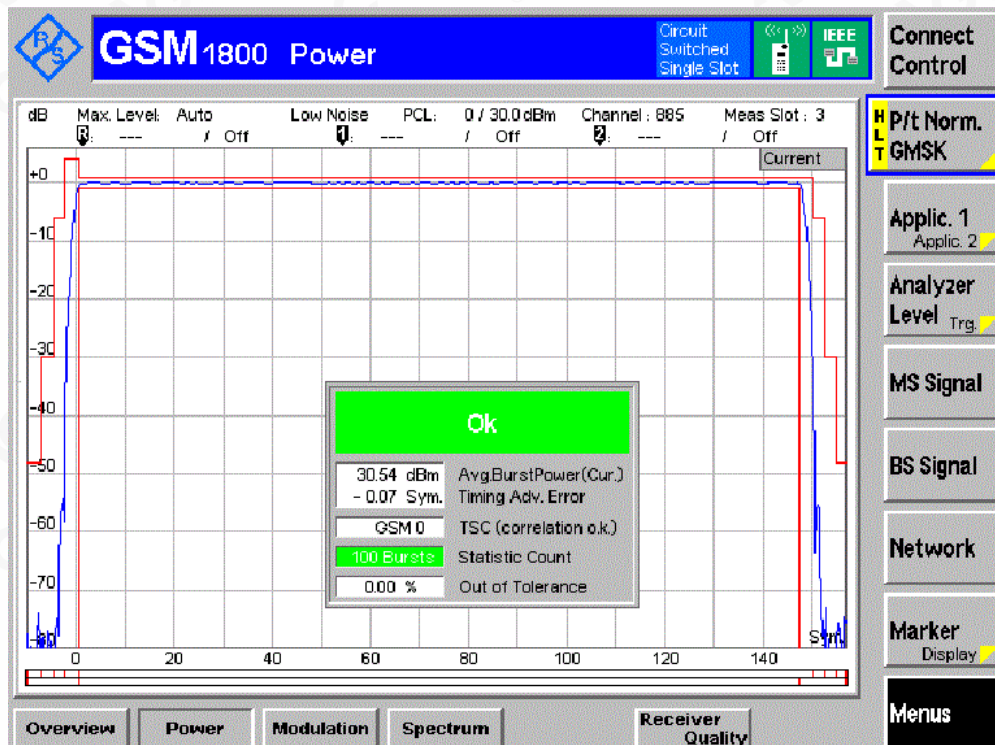 R S
GSM 1800 Power
Circuit Switched Single Slot
IEEE
Connect Control
dB Max. Level: Auto Low Noise PCL: 0 / 30.0 dBm Channel : 885 Meas Slot : 3
R: --- / Off 1: --- / Off 2: --- / Off
Current
HLT
P/t Norm. GMSK
Applic. 1
Applic. 2
Analyzer Level Trg.
MS Signal
BS Signal
Network
Marker
Display
Menus
+0
-10
-20
-30
-40
-50
-60
-70
-80
Ok
30.54 dBm Avg.BurstPower(Cur.)
- 0.07 Sym. Timing Adv. Error
GSM 0 TSC (correlation o.k.)
100 Bursts Statistic Count
0.00 % Out of Tolerance
Sym.
0 20 40 60 80 100 120 140
Overview Power Modulation Spectrum Receiver Quality